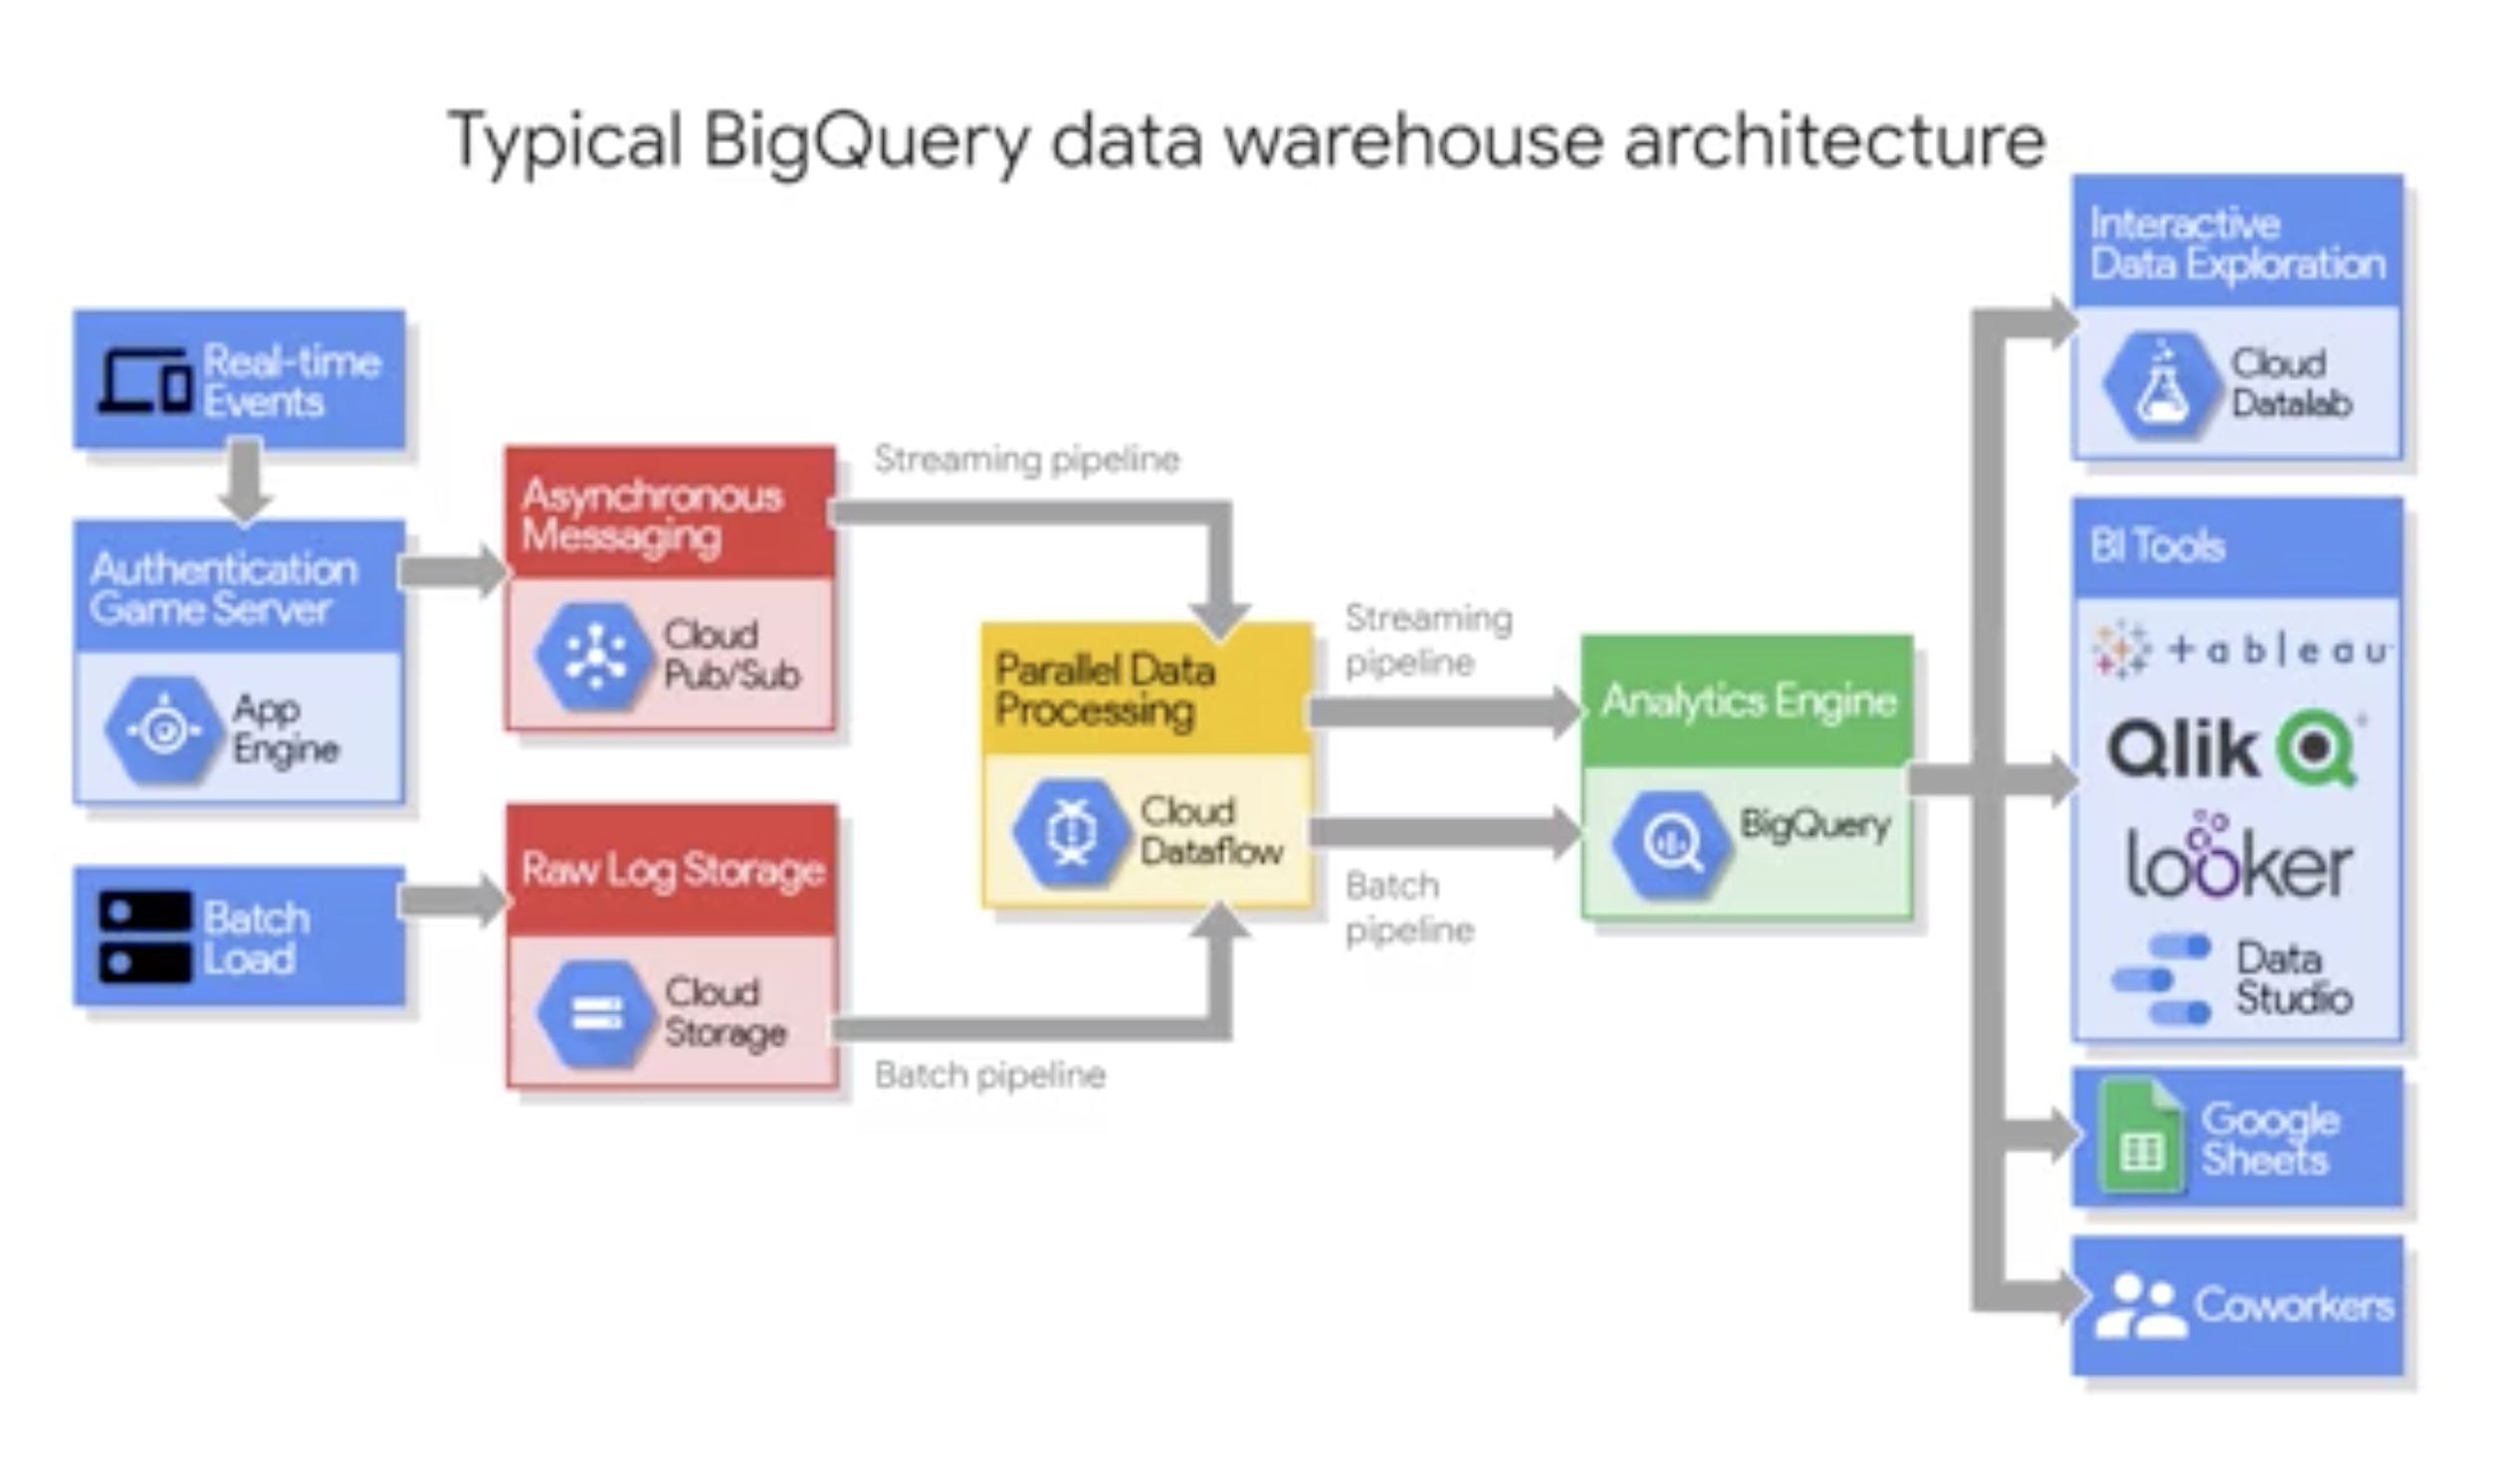 Typical BigQuery data warehouse architecture
Real-time
Events
Authentication
Game Server
App
Engine
Batch
Load
Asynchronous
Messaging
Cloud
Pub/Sub
Raw Log Storage
Cloud
Storage
Streaming pipeline
Batch pipeline
Parallel Data
Processing
Cloud
Dataflow
Streaming
pipeline
Batch
pipeline
Analytics Engine
BigQuery
Interactive
Data Exploration
Cloud
Datalab
BI Tools
+ableau
Qlik
looker
Data
Studio
Google
Sheets
Coworkers